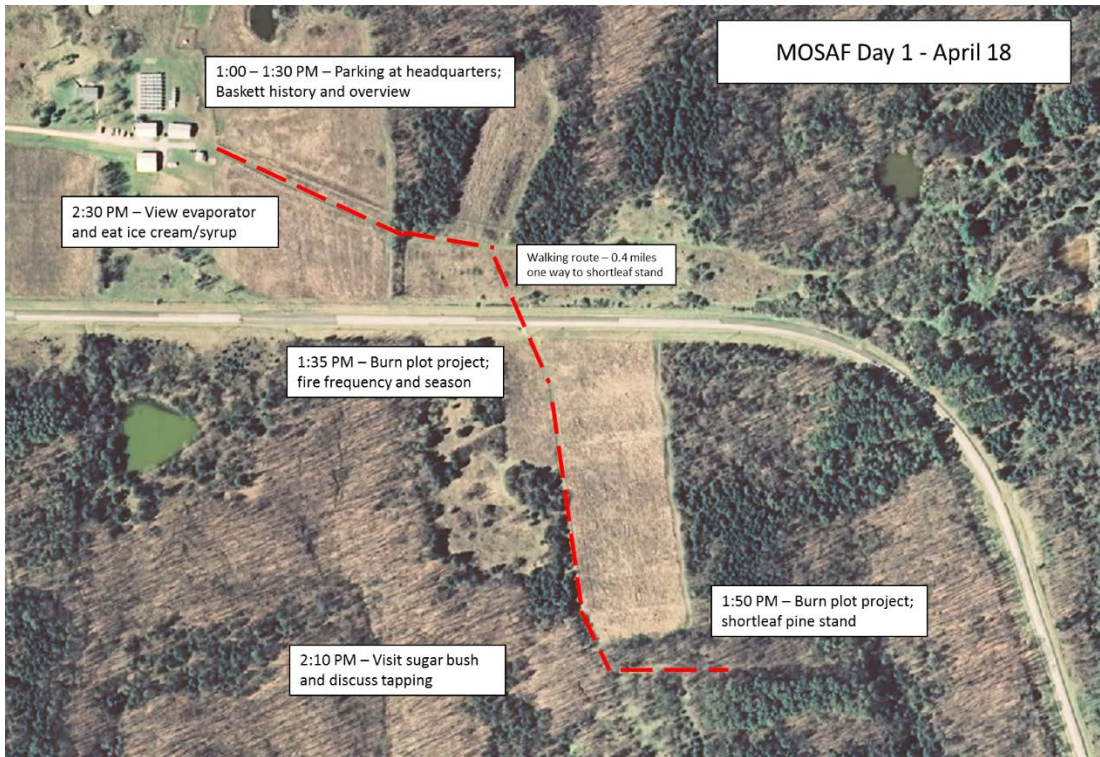 MOSAF Day 1 - April 18
1:00 – 1:30 PM – Parking at headquarters;
Baskett history and overview
2:30 PM – View evaporator
and eat ice cream/syrup
Walking route – 0.4 miles
one way to shortleaf stand
1:35 PM – Burn plot project;
fire frequency and season
1:50 PM – Burn plot project;
shortleaf pine stand
2:10 PM – Visit sugar bush
and discuss tapping